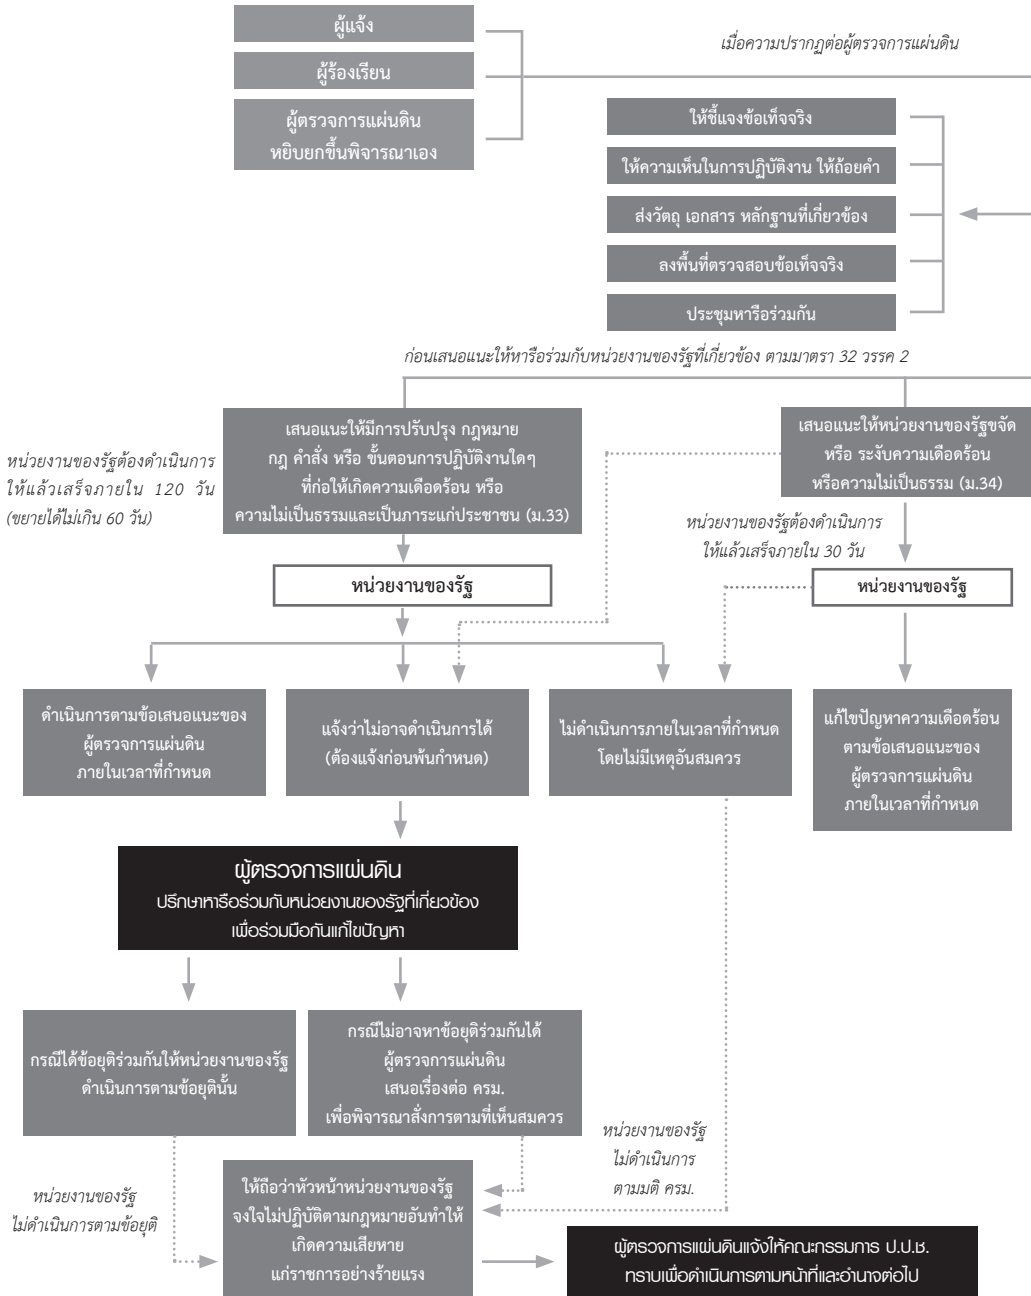 ผู้แจ้ง
ผู้ร้องเรียน
ผู้ตรวจการแผ่นดิน
หยิบยกขึ้นพิจารณาเอง
เมื่อความปรากฏต่อผู้ตรวจการแผ่นดิน
ให้ชี้แจงข้อเท็จจริง
ให้ความเห็นในการปฏิบัติงาน ให้ถ้อยคำ
ส่งวัตถุ เอกสาร หลักฐานที่เกี่ยวข้อง
ลงพื้นที่ตรวจสอบข้อเท็จจริง
ประชุมหารือร่วมกัน
ก่อนเสนอแนะให้หารือร่วมกับหน่วยงานของรัฐที่เกี่ยวข้อง ตามมาตรา 32 วรรค 2
หน่วยงานของรัฐต้องดำเนินการ
ให้แล้วเสร็จภายใน 120 วัน
(ขยายได้ไม่เกิน 60 วัน)
เสนอแนะให้มีการปรับปรุง กฎหมาย
กฎ คำสั่ง หรือ ขั้นตอนการปฏิบัติงานใดๆ
ที่ก่อให้เกิดความเดือดร้อน หรือ
ความไม่เป็นธรรมและเป็นภาระแก่ประชาชน (ม.33)
เสนอแนะให้หน่วยงานของรัฐขจัด
หรือ ระงับความเดือดร้อน
หรือความไม่เป็นธรรม (ม.34)
หน่วยงานของรัฐต้องดำเนินการ
ให้แล้วเสร็จภายใน 30 วัน
หน่วยงานของรัฐ
หน่วยงานของรัฐ
ดำเนินการตามข้อเสนอแนะของ
ผู้ตรวจการแผ่นดิน
ภายในเวลาที่กำหนด
แจ้งว่าไม่อาจดำเนินการได้
(ต้องแจ้งก่อนพ้นกำหนด)
ไม่ดำเนินการภายในเวลาที่กำหนด
โดยไม่มีเหตุอันสมควร
แก้ไขปัญหาความเดือดร้อน
ตามข้อเสนอแนะของ
ผู้ตรวจการแผ่นดิน
ภายในเวลาที่กำหนด
ผู้ตรวจการแผ่นดิน
ปรึกษาหารือร่วมกับหน่วยงานของรัฐที่เกี่ยวข้อง
เพื่อร่วมมือกันแก้ไขปัญหา
กรณีได้ข้อยุติร่วมกันให้หน่วยงานของรัฐ
ดำเนินการตามข้อยุตินั้น
กรณีไม่อาจหาข้อยุติร่วมกันได้
ผู้ตรวจการแผ่นดิน
เสนอเรื่องต่อ ครม.
เพื่อพิจารณาสั่งการตามที่เห็นสมควร
หน่วยงานของรัฐ
ไม่ดำเนินการ
ตามมติ ครม.
หน่วยงานของรัฐ
ไม่ดำเนินการตามข้อยุติ
ให้ถือว่าหัวหน้าหน่วยงานของรัฐ
จงใจไม่ปฏิบัติตามกฎหมายอันทำให้
เกิดความเสียหาย
แก่ราชการอย่างร้ายแรง
ผู้ตรวจการแผ่นดินแจ้งให้คณะกรรมการ ป.ป.ช.
ทราบเพื่อดำเนินการตามหน้าที่และอำนาจต่อไป